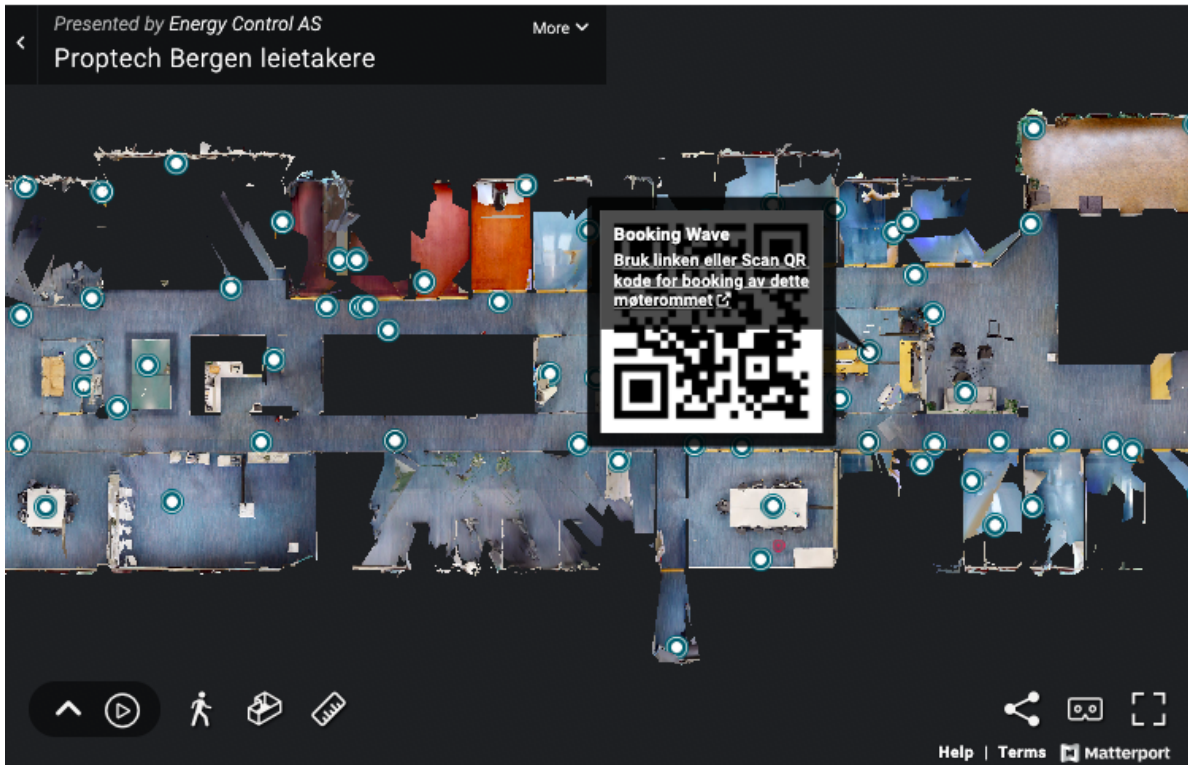 Presented by Energy Control AS
More
Proptech Bergen leietakere
Booking Wave
Bruk linken eller Scan QR
kode for booking av dette
møterommet
Help | Terms Matterport